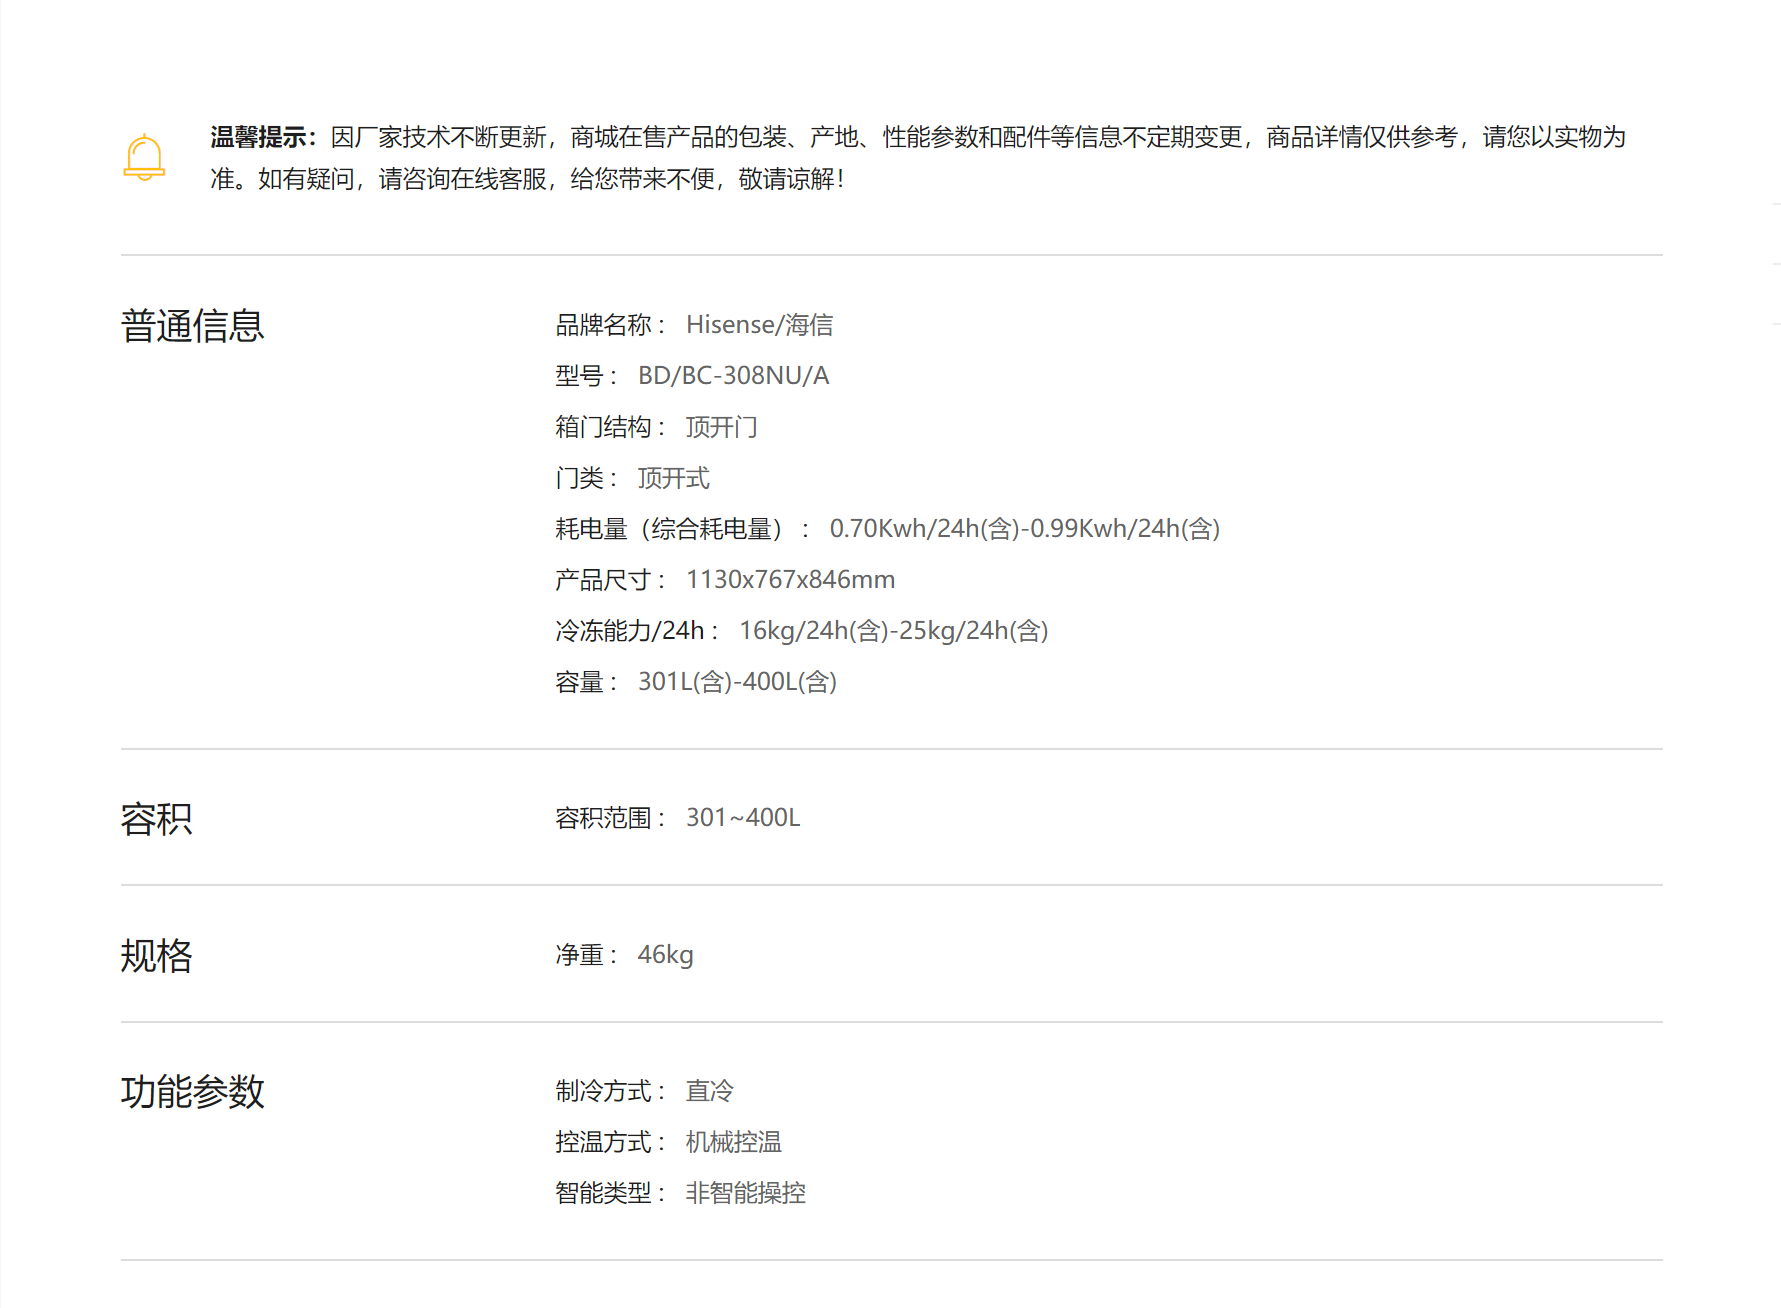 温馨提示：因厂家技术不断更新，商城在售产品的包装、产地、性能参数和配件等信息不定期变更，商品详情仅供参考，请您以实物为
准。如有疑问，请咨询在线客服，给您带来不便，敬请谅解！
普通信息
品牌名称： Hisense/海信
型号： BD/BC-308NU/A
箱门结构： 顶开门
门类： 顶开式
耗电量（综合耗电量）： 0.70Kwh/24h(含)-0.99Kwh/24h(含)
产品尺寸： 1130x767x846mm
冷冻能力/24h： 16kg/24h(含)-25kg/24h(含)
容量： 301L(含)-400L(含)
容积
容积范围： 301~400L
规格
净重： 46kg
功能参数
制冷方式： 直冷
控温方式： 机械控温
智能类型： 非智能操控